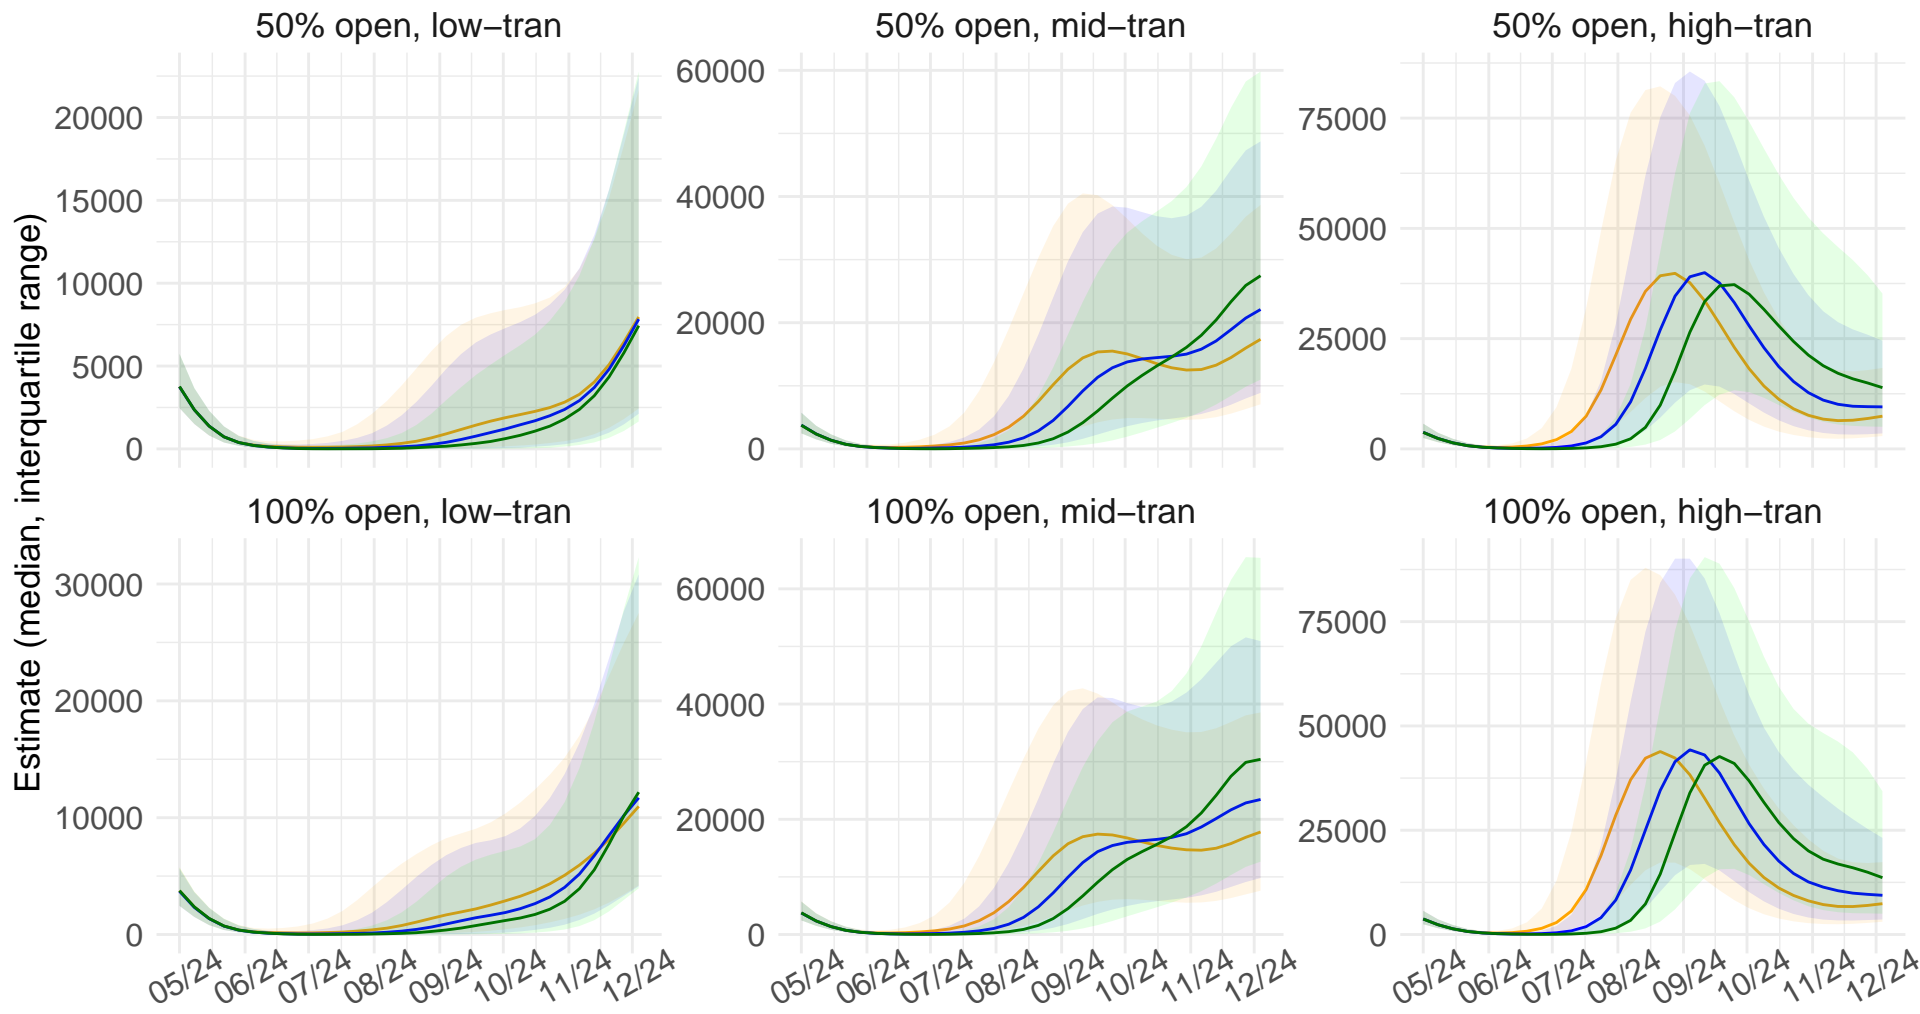 50% open, low−tran
50% open, mid−tran
50% open, high−tran
20000
15000
10000
5000
0
60000
40000
20000
0
75000
50000
25000
0
Estimate (median, interquartile range)
100% open, low−tran
100% open, mid−tran
100% open, high−tran
30000
20000
10000
0
60000
40000
20000
0
75000
50000
25000
0
05/24 06/24 07/24 08/24 09/24 10/24 11/24 12/24
05/24 06/24 07/24 08/24 09/24 10/24 11/24 12/24
05/24 06/24 07/24 08/24 09/24 10/24 11/24 12/24